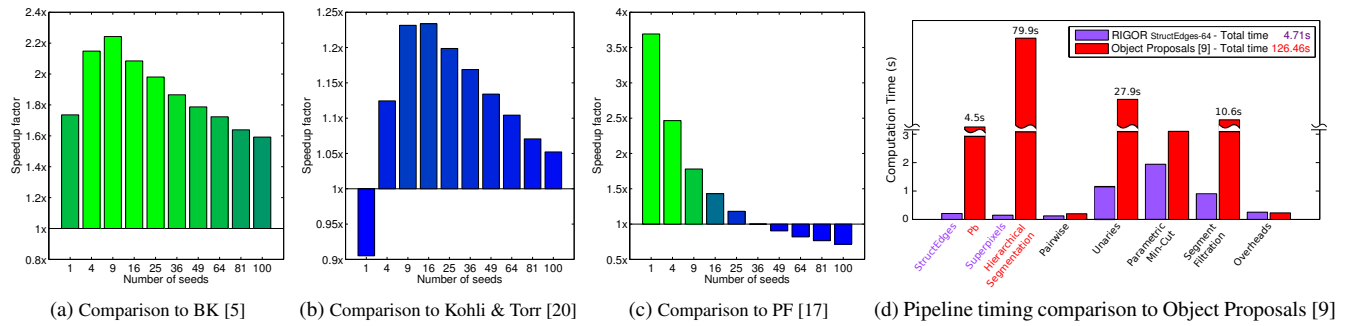 2.4x
2.2x
2x
1.8x
1.6x
1.4x
1.2x
1x
0.8x
Speedup factor
1 4 9 16 25 36 49 64 81 100
Number of seeds
(a) Comparison to BK [5]
1.25x
1.2x
1.15x
1.1x
1.05x
1x
0.95x
0.9x
Speedup factor
1 4 9 16 25 36 49 64 81 100
Number of seeds
(b) Comparison to Kohli & Torr [20]
4x
3.5x
3x
2.5x
2x
1.5x
1x
0.5x
Speedup factor
1 4 9 16 25 36 49 64 81 100
Number of seeds
(c) Comparison to PF [17]
RIGOR StructEdges-64 - Total time 4.71s
Object Proposals [9] - Total time 126.46s
Computation Time (s)
3
2
1
0
4.5s
79.9s
27.9s
10.6s
StructEdges
Pb
Superpixels
Hierarchical
Segmentation
Pairwise
Unaries
Parametric
Min-Cut
Segment
Filtration
Overheads
(d) Pipeline timing comparison to Object Proposals [9]